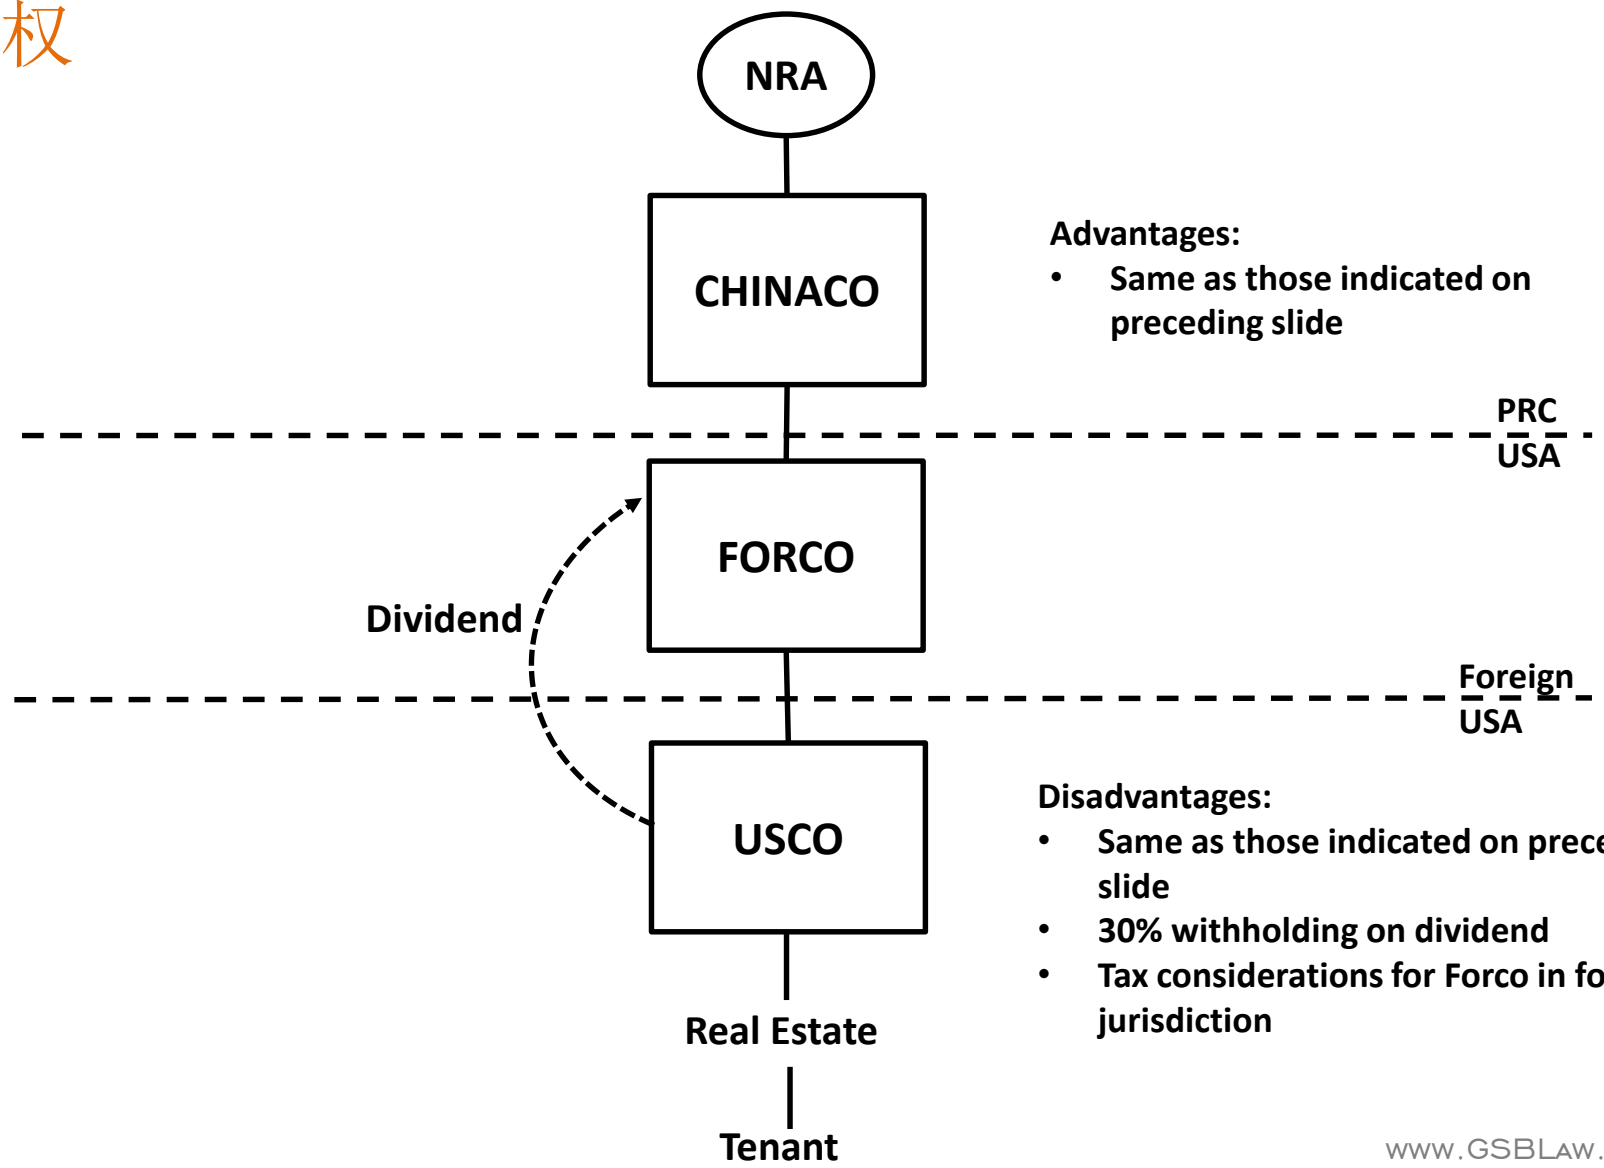 权
NRA
CHINACO
Advantages:
• Same as those indicated on
preceding slide
PRC
USA
FORCO
Dividend
Foreign
USA
USCO
Disadvantages:
• Same as those indicated on
slide
• 30% withholding on dividend
• Tax considerations for Forco in
jurisdiction
Real Estate
Tenant
www.GSBLaw.